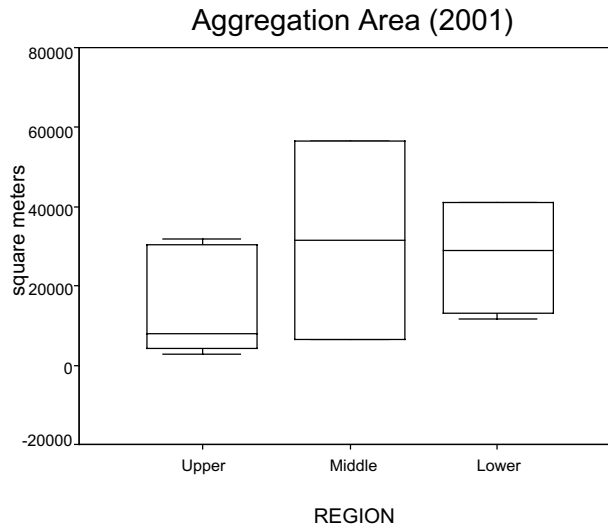 Aggregation Area (2001)
80000
60000
40000
20000
0
-20000
square meters
Upper Middle Lower
REGION